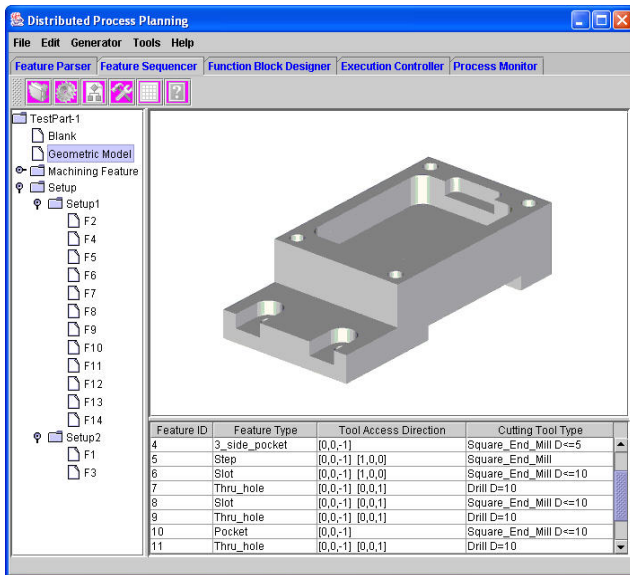 Distributed Process Planning
File Edit Generator Tools Help
Feature Parser Feature Sequencer Function Block Designer Execution Controller Process Monitor
?
TestPart-1
Blank
Geometric Model
Machining Feature
Setup
Setup1
F2
F4
F5
F6
F7
F8
F9
F10
F11
F12
F13
F14
Setup2
F1
F3
Feature ID Feature Type Tool Access Direction Cutting Tool Type
4 3_side_pocket [0,0,-1] Square_End_Mill D<=5
5 Step [0,0,-1] [1,0,0] Square_End_Mill
6 Slot [0,0,-1] [1,0,0] Square_End_Mill D<=10
7 Thru_hole [0,0,-1] [0,0,1] Drill D=10
8 Slot [0,0,-1] [0,0,1] Square_End_Mill D<=10
9 Thru_hole [0,0,-1] [0,0,1] Drill D=10
10 Pocket [0,0,-1] Square_End_Mill D<=10
11 Thru_hole [0,0,-1] [0,0,1] Drill D=10